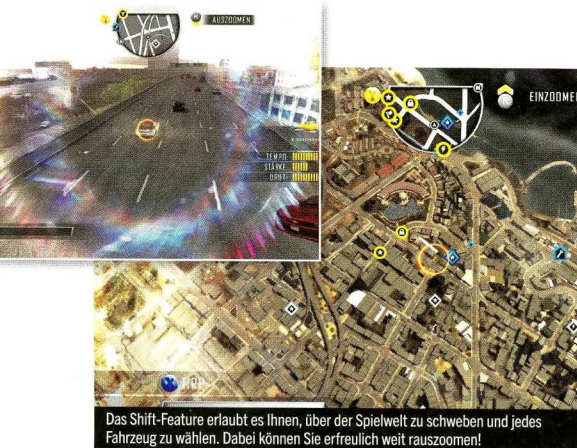 AUSZOOMEN
EINZOOMEN
TEMPO
STÄRKE
DRIFT
Das Shift-Feature erlaubt es Ihnen, über der Spielwelt zu schweben und jedes
Fahrzeug zu wählen. Dabei können Sie erfreulich weit rauszoomen!